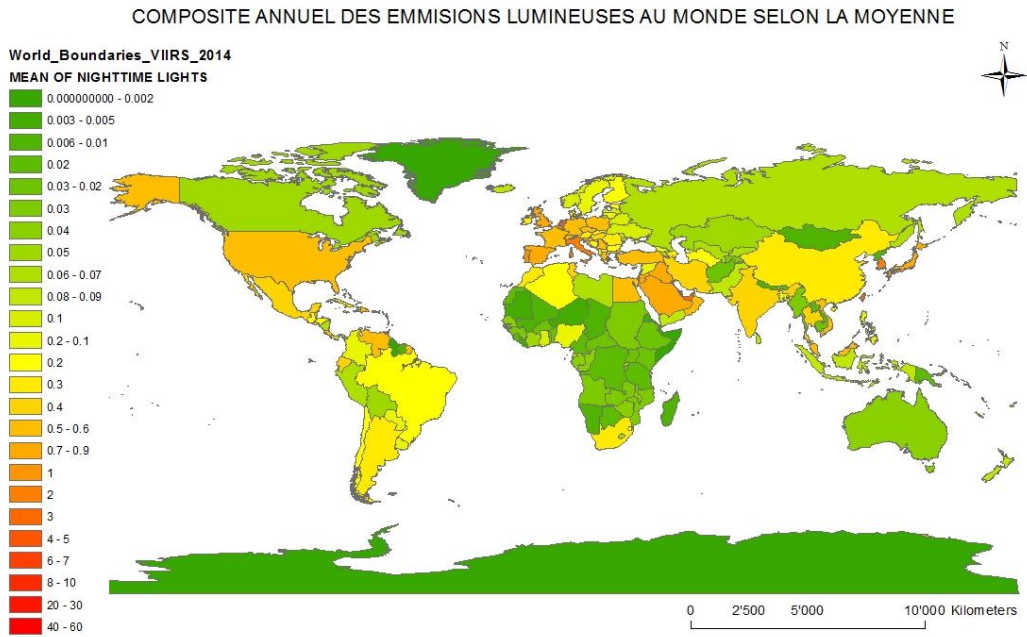 COMPOSITE ANNUEL DES EMMISIONS LUMINEUSES AU MONDE SELON LA MOYENNE
World_Boundaries_VIIRS_2014
N
MEAN OF NIGHTTIME LIGHTS
0.000000000 - 0.002
0.003 - 0.005
0.006 - 0.01
0.02
0.03 - 0.02
0.03
0.04
0.05
0.06 - 0.07
0.08 - 0.09
0.1
0.2 - 0.1
0.2
0.3
0.4
0.5 - 0.6
0.7 - 0.9
1
2
3
4 - 5
6 - 7
8 - 10
20 - 30
40 - 60
0 2'500 5'000 10'000 Kilometers